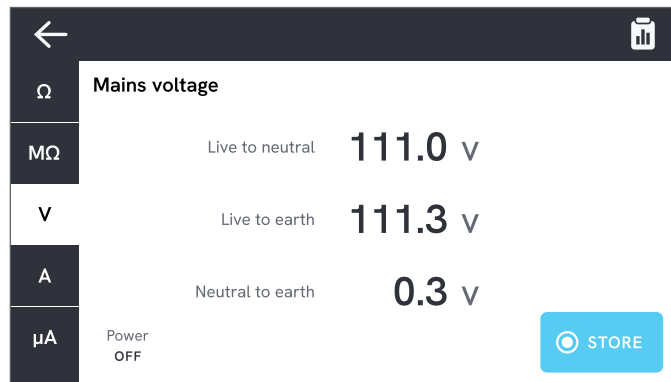 Ω
Mains voltage
MΩ
Live to neutral 111.0 V
V
Live to earth 111.3 V
A
Neutral to earth 0.3 V
µA
Power
OFF
STORE